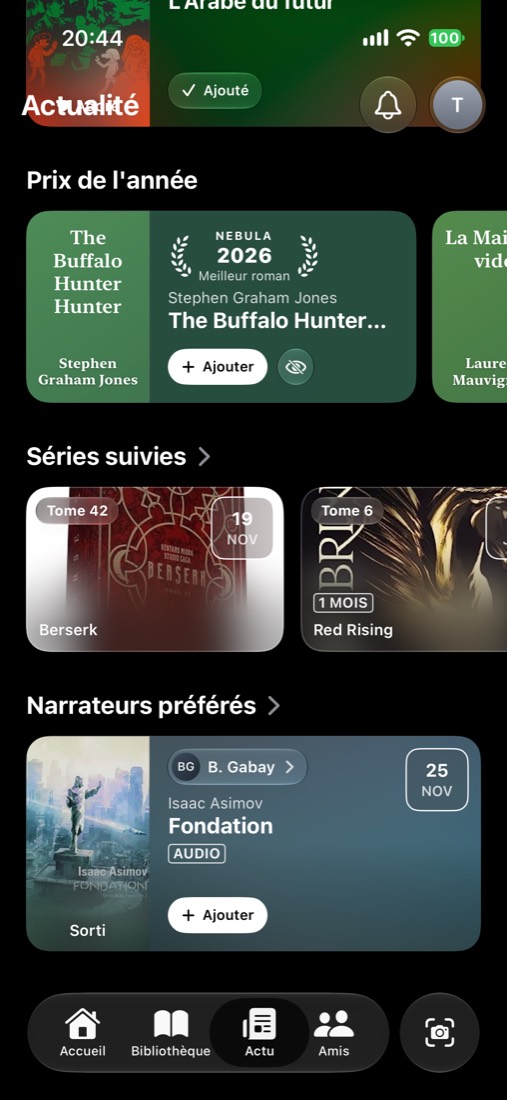 L'Arabe du futur
20:44
100
Ajouté
Actualité
T
Prix de l'année
The
Buffalo
Hunter
Hunter
Stephen
Graham Jones
NEBULA
2026
Meilleur roman
Stephen Graham Jones
The Buffalo Hunter...
+ Ajouter
La Mai
vid
Laure
Mauvig
Séries suivies
Tome 42
19
NOV
BERSERK
Berserk
Tome 6
1 MOIS
Red Rising
Narrateurs préférés
Isaac Asimov
FONDATION
Sorti
BG
B. Gabay
Isaac Asimov
Fondation
AUDIO
25
NOV
+ Ajouter
Accueil
Bibliothèque
Actu
Amis